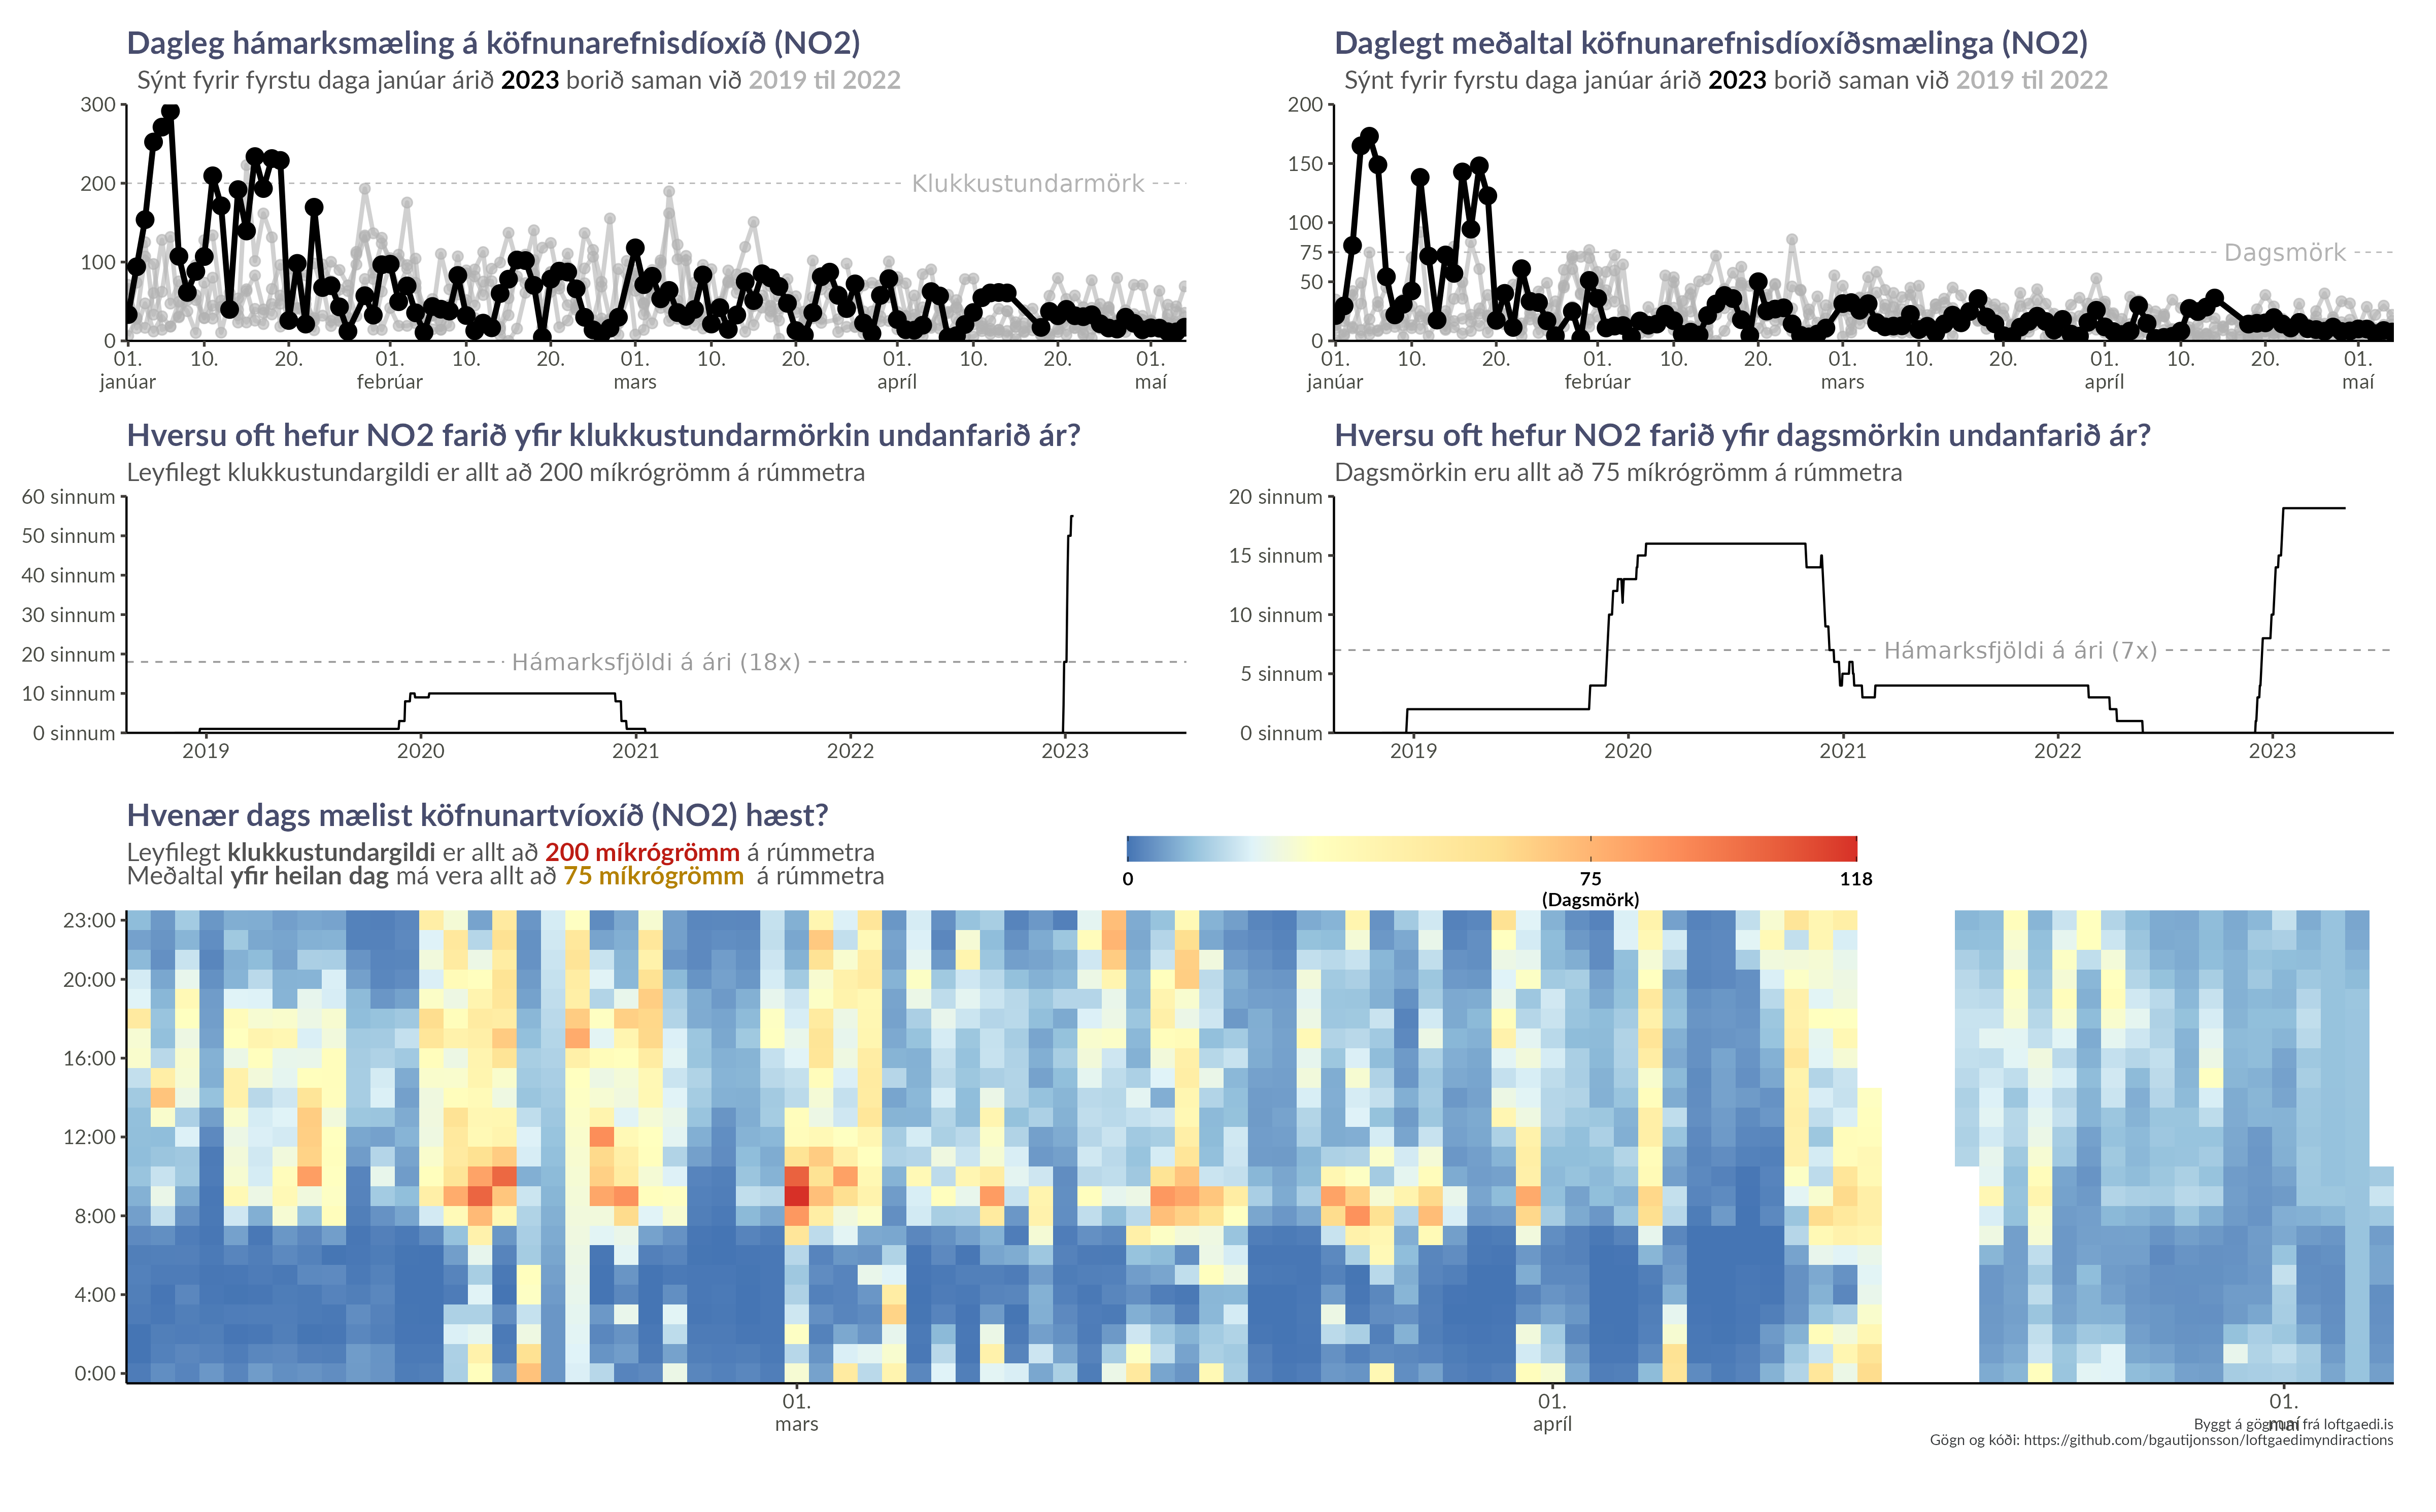 Dagleg hámarksmæling á köfnunarefnisdíoxíð (NO2)
Sýnt fyrir fyrstu daga janúar árið 2023 borið saman við 2019 til 2022
300
200
100
0
Klukkustundarmörk
01. 10. 20. 01. 10. 20. 01. 10. 20. 01. 10. 20. 01.
janúar febrúar mars apríl maí
Daglegt meðaltal köfnunarefnisdíoxíðsmælinga (NO2)
Sýnt fyrir fyrstu daga janúar árið 2023 borið saman við 2019 til 2022
200
150
100
75
50
0
Dagsmörk
01. 10. 20. 01. 10. 20. 01. 10. 20. 01. 10. 20. 01.
janúar febrúar mars apríl maí
Hversu oft hefur NO2 farið yfir klukkustundarmörkin undanfarið ár?
Leyfilegt klukkustundargildi er allt að 200 míkrógrömm á rúmmetra
60 sinnum
50 sinnum
40 sinnum
30 sinnum
20 sinnum
10 sinnum
0 sinnum
Hámarksfjöldi á ári (18x)
2019 2020 2021 2022 2023
Hversu oft hefur NO2 farið yfir dagsmörkin undanfarið ár?
Dagsmörkin eru allt að 75 míkrógrömm á rúmmetra
20 sinnum
15 sinnum
10 sinnum
5 sinnum
0 sinnum
Hámarksfjöldi á ári (7x)
2019 2020 2021 2022 2023
Hvenær dags mælist köfnunartvíoxíð (NO2) hæst?
Leyfilegt klukkustundargildi er allt að 200 míkrógrömm á rúmmetra
Meðaltal yfir heilan dag má vera allt að 75 míkrógrömm á rúmmetra
0 75 118
(Dagsmörk)
23:00
20:00
16:00
12:00
8:00
4:00
0:00
01. 01. 01.
mars apríl maí
Byggt á gögnum frá loftgaedi.is
Gögn og kóði: https://github.com/bgautijonsson/loftgaedimyndiractions